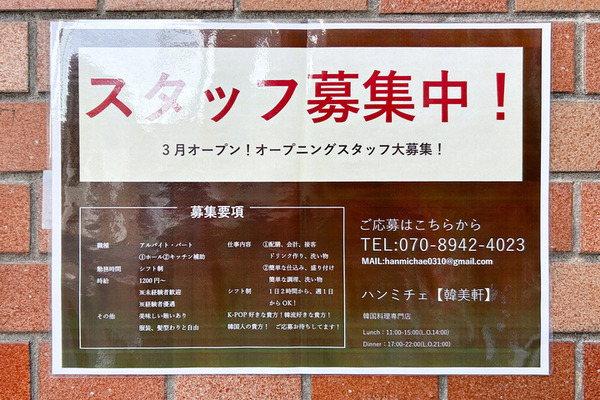 スタッフ募集中！
3月オープン！オープニングスタッフ大募集！
募集要項
職種 アルバイト・パート
①ホール②キッチン補助
勤務時間 シフト制
時給 1200円〜
※未経験者歓迎
※経験者優遇
その他 美味しい賄いあり
服装、髪型わりと自由
仕事内容 ①配膳、会計、接客
ドリンク作り、洗い物
②簡単な仕込み、盛り付け
簡単な調理、洗い物
シフト制 1日2時間から、週1日
からOK！
K-POP好きな貴方！韓流好きな貴方！
韓国人の貴方！ ご応募お待ちしてます！
ご応募はこちらから
TEL:070-8942-4023
MAIL:hanmichae0310@gmail.com
ハンミチェ【韓美軒】
韓国料理専門店
Lunch：11:00-15:00(L.O.14:00)
Dinner：17:00-22:00(L.O.21:00)